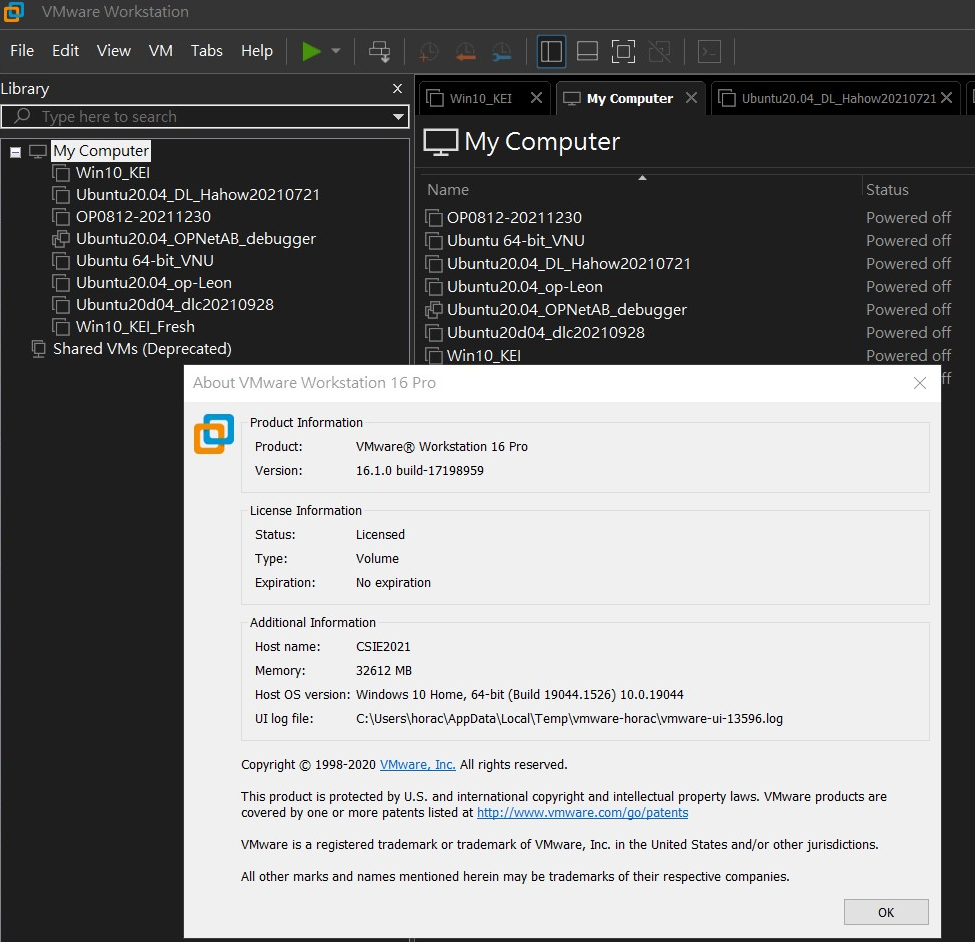 VMware Workstation
File Edit View VM Tabs Help
Library
Type here to search
My Computer
Win10_KEI
Ubuntu20.04_DL_Hahow20210721
OP0812-20211230
Ubuntu20.04_OPNetAB_debugger
Ubuntu 64-bit_VNU
Ubuntu20.04_op-Leon
Ubuntu20d04_dlc20210928
Win10_KEI_Fresh
Shared VMs (Deprecated)
Win10_KEI My Computer Ubuntu20.04_DL_Hahow20210721
My Computer
Name Status
OP0812-20211230 Powered off
Ubuntu 64-bit_VNU Powered off
Ubuntu20.04_DL_Hahow20210721 Powered off
Ubuntu20.04_op-Leon Powered off
Ubuntu20.04_OPNetAB_debugger Powered off
Ubuntu20d04_dlc20210928 Powered off
Win10_KEI Powered off
ff
About VMware Workstation 16 Pro
Product Information
Product: VMware® Workstation 16 Pro
Version: 16.1.0 build-17198959
License Information
Status: Licensed
Type: Volume
Expiration: No expiration
Additional Information
Host name: CSIE2021
Memory: 32612 MB
Host OS version: Windows 10 Home, 64-bit (Build 19044.1526) 10.0.19044
UI log file: C:\Users\horac\AppData\Local\Temp\vmware-horac\vmware-ui-13596.log
Copyright © 1998-2020 VMware, Inc. All rights reserved.
This product is protected by U.S. and international copyright and intellectual property laws. VMware products are
covered by one or more patents listed at http://www.vmware.com/go/patents
VMware is a registered trademark or trademark of VMware, Inc. in the United States and/or other jurisdictions.
All other marks and names mentioned herein may be trademarks of their respective companies.
OK